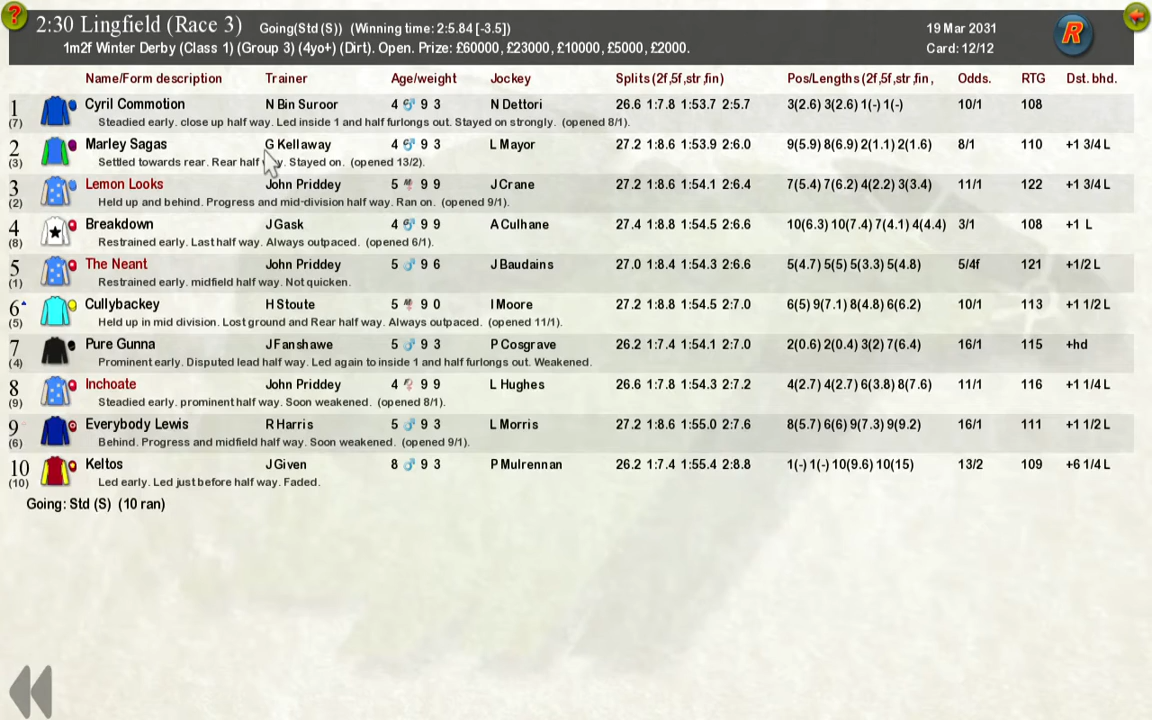 2:30 Lingfield (Race 3) Going(Std (S)) (Winning time: 2:5.84 [-3.5]) 19 Mar 2031
1m2f Winter Derby (Class 1) (Group 3) (4yo+) (Dirt). Open. Prize: £60000, £23000, £10000, £5000, £2000. Card: 12/12
R
?
Name/Form description Trainer Age/weight Jockey Splits (2f,5f,str,fin) Pos/Lengths (2f,5f,str,fin, Odds. RTG Dst. bhd.
1 Cyril Commotion N Bin Suroor 4 9 3 N Dettori 26.6 1:7.8 1:53.7 2:5.7 3(2.6) 3(2.6) 1(-) 1(-) 10/1 108
(7) Steadied early. close up half way. Led inside 1 and half furlongs out. Stayed on strongly. (opened 8/1).
2 Marley Sagas G Kellaway 4 9 3 L Mayor 27.2 1:8.6 1:53.9 2:6.0 9(5.9) 8(6.9) 2(1.1) 2(1.6) 8/1 110 +1 3/4 L
(3) Settled towards rear. Rear half way. Stayed on. (opened 13/2).
3 Lemon Looks John Priddey 5 9 9 J Crane 27.2 1:8.6 1:54.1 2:6.4 7(5.4) 7(6.2) 4(2.2) 3(3.4) 11/1 122 +1 3/4 L
(2) Held up and behind. Progress and mid-division half way. Ran on. (opened 9/1).
4 Breakdown J Gask 4 9 9 A Culhane 27.4 1:8.8 1:54.5 2:6.6 10(6.3) 10(7.4) 7(4.1) 4(4.4) 3/1 108 +1 L
(8) Restrained early. Last half way. Always outpaced. (opened 6/1).
5 The Neant John Priddey 5 9 6 J Baudains 27.0 1:8.4 1:54.3 2:6.6 5(4.7) 5(5) 5(3.3) 5(4.8) 5/4f 121 +1/2 L
(1) Restrained early. midfield half way. Not quicken.
6 Cullybackey H Stoute 5 9 0 I Moore 27.2 1:8.8 1:54.5 2:7.0 6(5) 9(7.1) 8(4.8) 6(6.2) 10/1 113 +1 1/2 L
(5) Held up in mid division. Lost ground and Rear half way. Always outpaced. (opened 11/1).
7 Pure Gunna J Fanshawe 5 9 3 P Cosgrave 26.2 1:7.4 1:54.1 2:7.0 2(0.6) 2(0.4) 3(2) 7(6.4) 16/1 115 +hd
(4) Prominent early. Disputed lead half way. Led again to inside 1 and half furlongs out. Weakened.
8 Inchoate John Priddey 4 9 9 L Hughes 26.6 1:7.8 1:54.3 2:7.2 4(2.7) 4(2.7) 6(3.8) 8(7.6) 11/1 116 +1 1/4 L
(9) Steadied early. prominent half way. Soon weakened. (opened 8/1).
9 Everybody Lewis R Harris 5 9 3 L Morris 27.2 1:8.6 1:55.0 2:7.6 8(5.7) 6(6) 9(7.3) 9(9.2) 16/1 111 +1 1/2 L
(6) Behind. Progress and midfield half way. Soon weakened. (opened 9/1).
10 Keltos J Given 8 9 3 P Mulrennan 26.2 1:7.4 1:55.4 2:8.8 1(-) 1(-) 10(9.6) 10(15) 13/2 109 +6 1/4 L
(10) Led early. Led just before half way. Faded.
Going: Std (S) (10 ran)